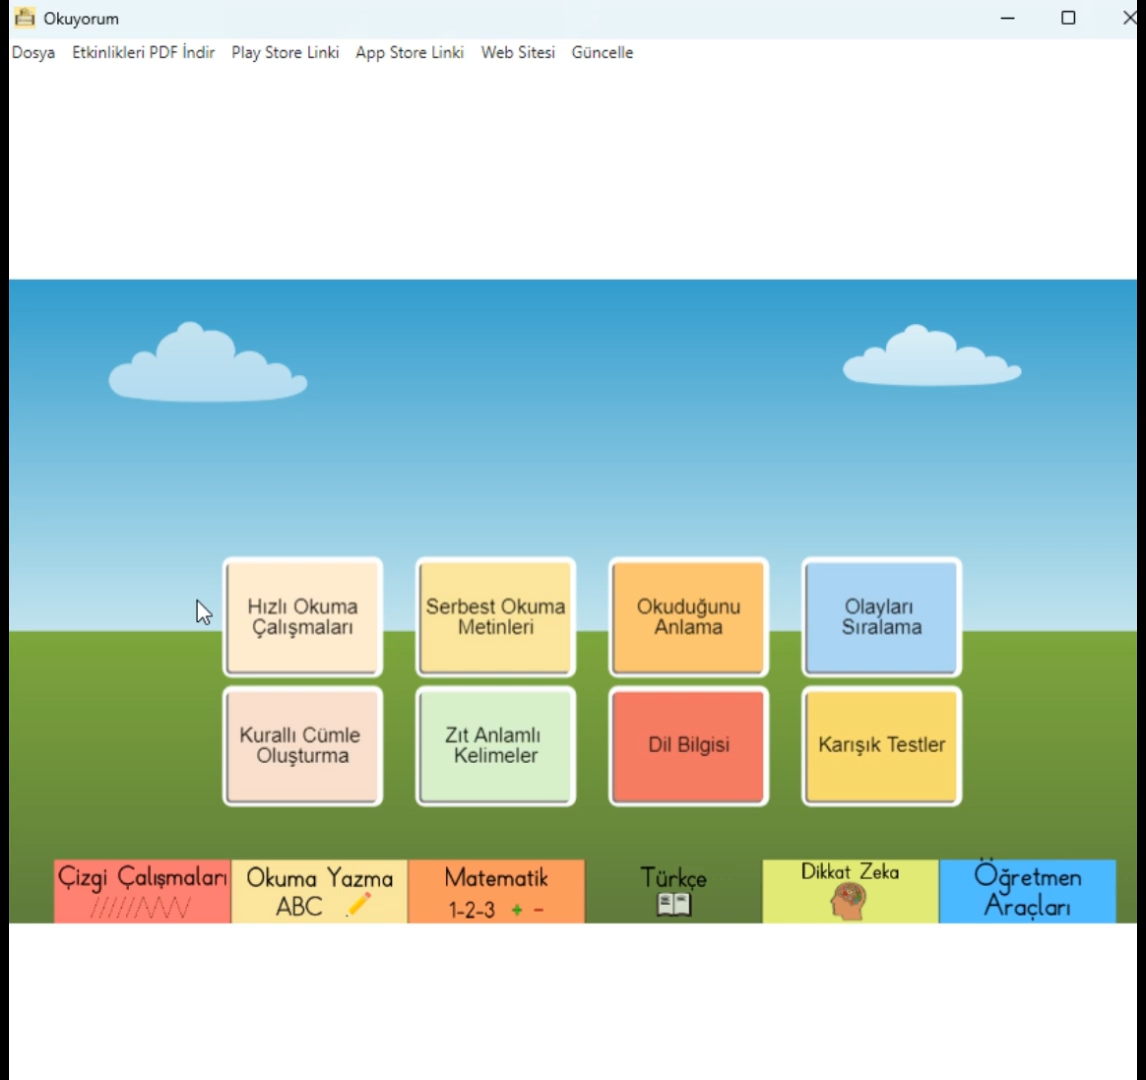 Okuyorum
Dosya Etkinlikleri PDF İndir Play Store Linki App Store Linki Web Sitesi Güncelle
Hızlı Okuma
Çalışmaları
Serbest Okuma
Metinleri
Okuduğunu
Anlama
Olayları
Sıralama
Kurallı Cümle
Oluşturma
Zıt Anlamlı
Kelimeler
Dil Bilgisi
Karışık Testler
Çizgi Çalışmaları
Okuma Yazma
ABC
Matematik
1-2-3 + -
Türkçe
Dikkat Zeka
Öğretmen
Araçları